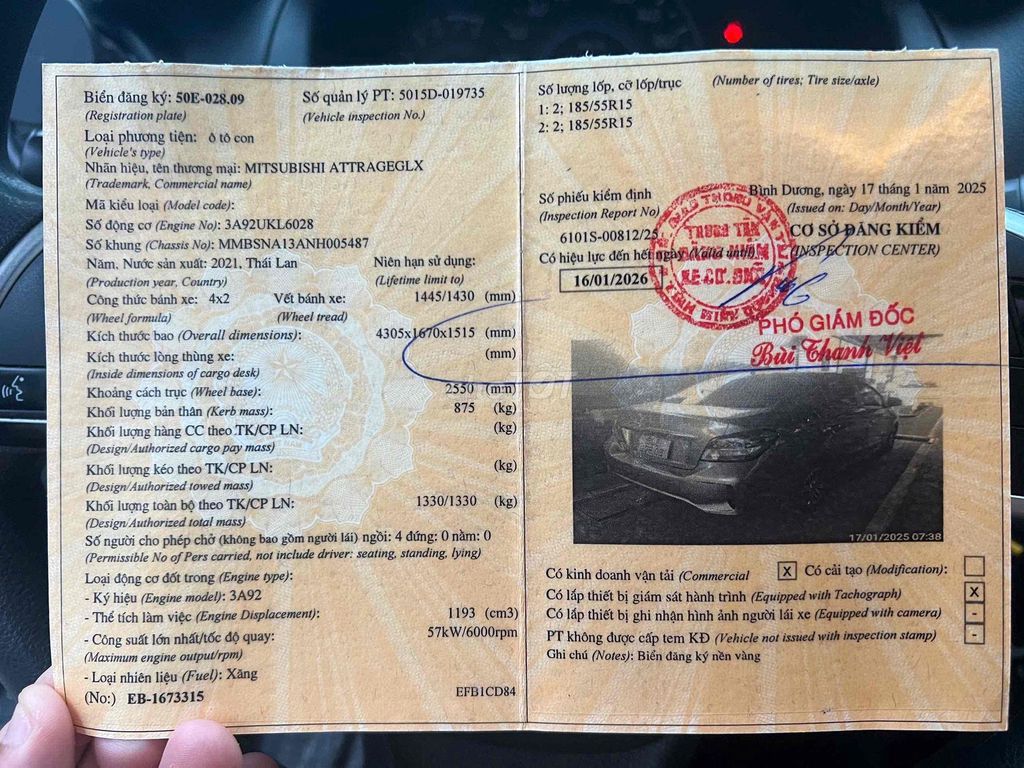 Biển đăng ký: 50E-028.09
Số quản lý PT: 5015D-019735
(Registration plate)
(Vehicle inspection No.)
Loại phương tiện: ô tô con
(Vehicle's type)
Nhãn hiệu, tên thương mại: MITSUBISHI ATTRAGEGLX
(Trademark, Commercial name)
Mã kiểu loại (Model code):
Số động cơ (Engine No): 3A92UKL6028
Số khung (Chassis No): MMBSNA13ANH005487
Năm, Nước sản xuất: 2021, Thái Lan
Niên hạn sử dụng:
(Production year, Country)
(Lifetime limit to)
Công thức bánh xe: 4x2
Vết bánh xe: 1445/1430 (mm)
(Wheel formula)
(Wheel tread)
Kích thước bao (Overall dimensions): 4305x1670x1515 (mm)
Kích thước lòng thùng xe: (mm)
(Inside dimensions of cargo desk)
Khoảng cách trục (Wheel base): 2550 (mm)
Khối lượng bản thân (Kerb mass): 875 (kg)
Khối lượng hàng CC theo TK/CP LN: (kg)
(Design/Authorized cargo pay mass)
Khối lượng kéo theo TK/CP LN: (kg)
(Design/Authorized towed mass)
Khối lượng toàn bộ theo TK/CP LN: 1330/1330 (kg)
(Design/Authorized total mass)
Số người cho phép chở (không bao gồm người lái) ngồi: 4 đứng: 0 nằm: 0
(Permissible No of Pers carried, not include driver: seating, standing, lying)
Loại động cơ đốt trong (Engine type):
- Ký hiệu (Engine model): 3A92
- Thể tích làm việc (Engine Displacement): 1193 (cm3)
- Công suất lớn nhất/tốc độ quay: 57kW/6000rpm
(Maximum engine output/rpm)
- Loại nhiên liệu (Fuel): Xăng
(No:) EB-1673315
EFB1CD84
Số lượng lốp, cỡ lốp/trục (Number of tires; Tire size/axle)
1: 2; 185/55R15
2: 2; 185/55R15
Số phiếu kiểm định
Bình Dương, ngày 17 tháng 1 năm 2025
(Inspection Report No)
(Issued on: Day/Month/Year)
6101S-00812/25
CƠ SỞ ĐĂNG KIỂM
Có hiệu lực đến hết ngày (Valid until)
(INSPECTION CENTER)
16/01/2026
TRUNG TÂM
XE CƠ GIỚI
PHÓ GIÁM ĐỐC
Bùi Thanh Việt
17/01/2025 07:38
Có kinh doanh vận tải (Commercial X Có cải tạo (Modification):
Có lắp thiết bị giám sát hành trình (Equipped with Tachograph) X
Có lắp thiết bị ghi nhận hình ảnh người lái xe (Equipped with camera) -
PT không được cấp tem KĐ (Vehicle not issued with inspection stamp) -
Ghi chú (Notes): Biển đăng ký nền vàng